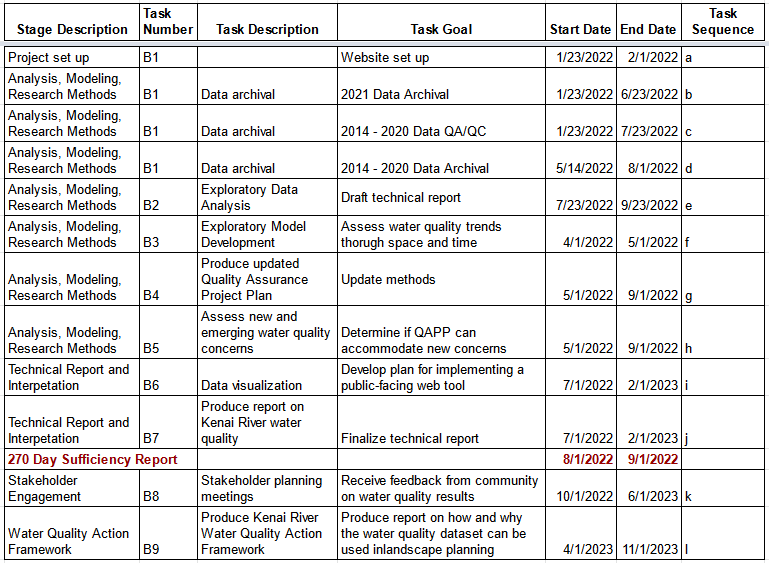 Stage Description Task Number Task Description Task Goal Start Date End Date Task Sequence
Project set up B1 Website set up 1/23/2022 2/1/2022 a
Analysis, Modeling,
Research Methods B1 Data archival 2021 Data Archival 1/23/2022 6/23/2022 b
Analysis, Modeling,
Research Methods B1 Data archival 2014 - 2020 Data QA/QC 1/23/2022 7/23/2022 c
Analysis, Modeling,
Research Methods B1 Data archival 2014 - 2020 Data Archival 5/14/2022 8/1/2022 d
Analysis, Modeling, Exploratory Data
Research Methods B2 Analysis Draft technical report 7/23/2022 9/23/2022 e
Analysis, Modeling, Exploratory Model Assess water quality trends
Research Methods B3 Development thorugh space and time 4/1/2022 5/1/2022 f
Produce updated
Analysis, Modeling, Quality Assurance Update methods
Research Methods B4 Project Plan 5/1/2022 9/1/2022 g
Assess new and
Analysis, Modeling, emerging water quality Determine if QAPP can
Research Methods B5 concerns accommodate new concerns 5/1/2022 9/1/2022 h
Technical Report and Develop plan for implementing a
Interpetation B6 Data visualization public-facing web tool 7/1/2022 2/1/2023 i
Produce report on
Technical Report and Kenai River water
Interpetation B7 quality Finalize technical report 7/1/2022 2/1/2023 j
270 Day Sufficiency Report 8/1/2022 9/1/2022
Stakeholder Stakeholder planning Receive feedback from community
Engagement B8 meetings on water quality results 10/1/2022 6/1/2023 k
Produce Kenai River Produce report on how and why
Water Quality Action Water Quality Action the water quality dataset can be
Framework B9 Framework used inlandscape planning 4/1/2023 11/1/2023 l